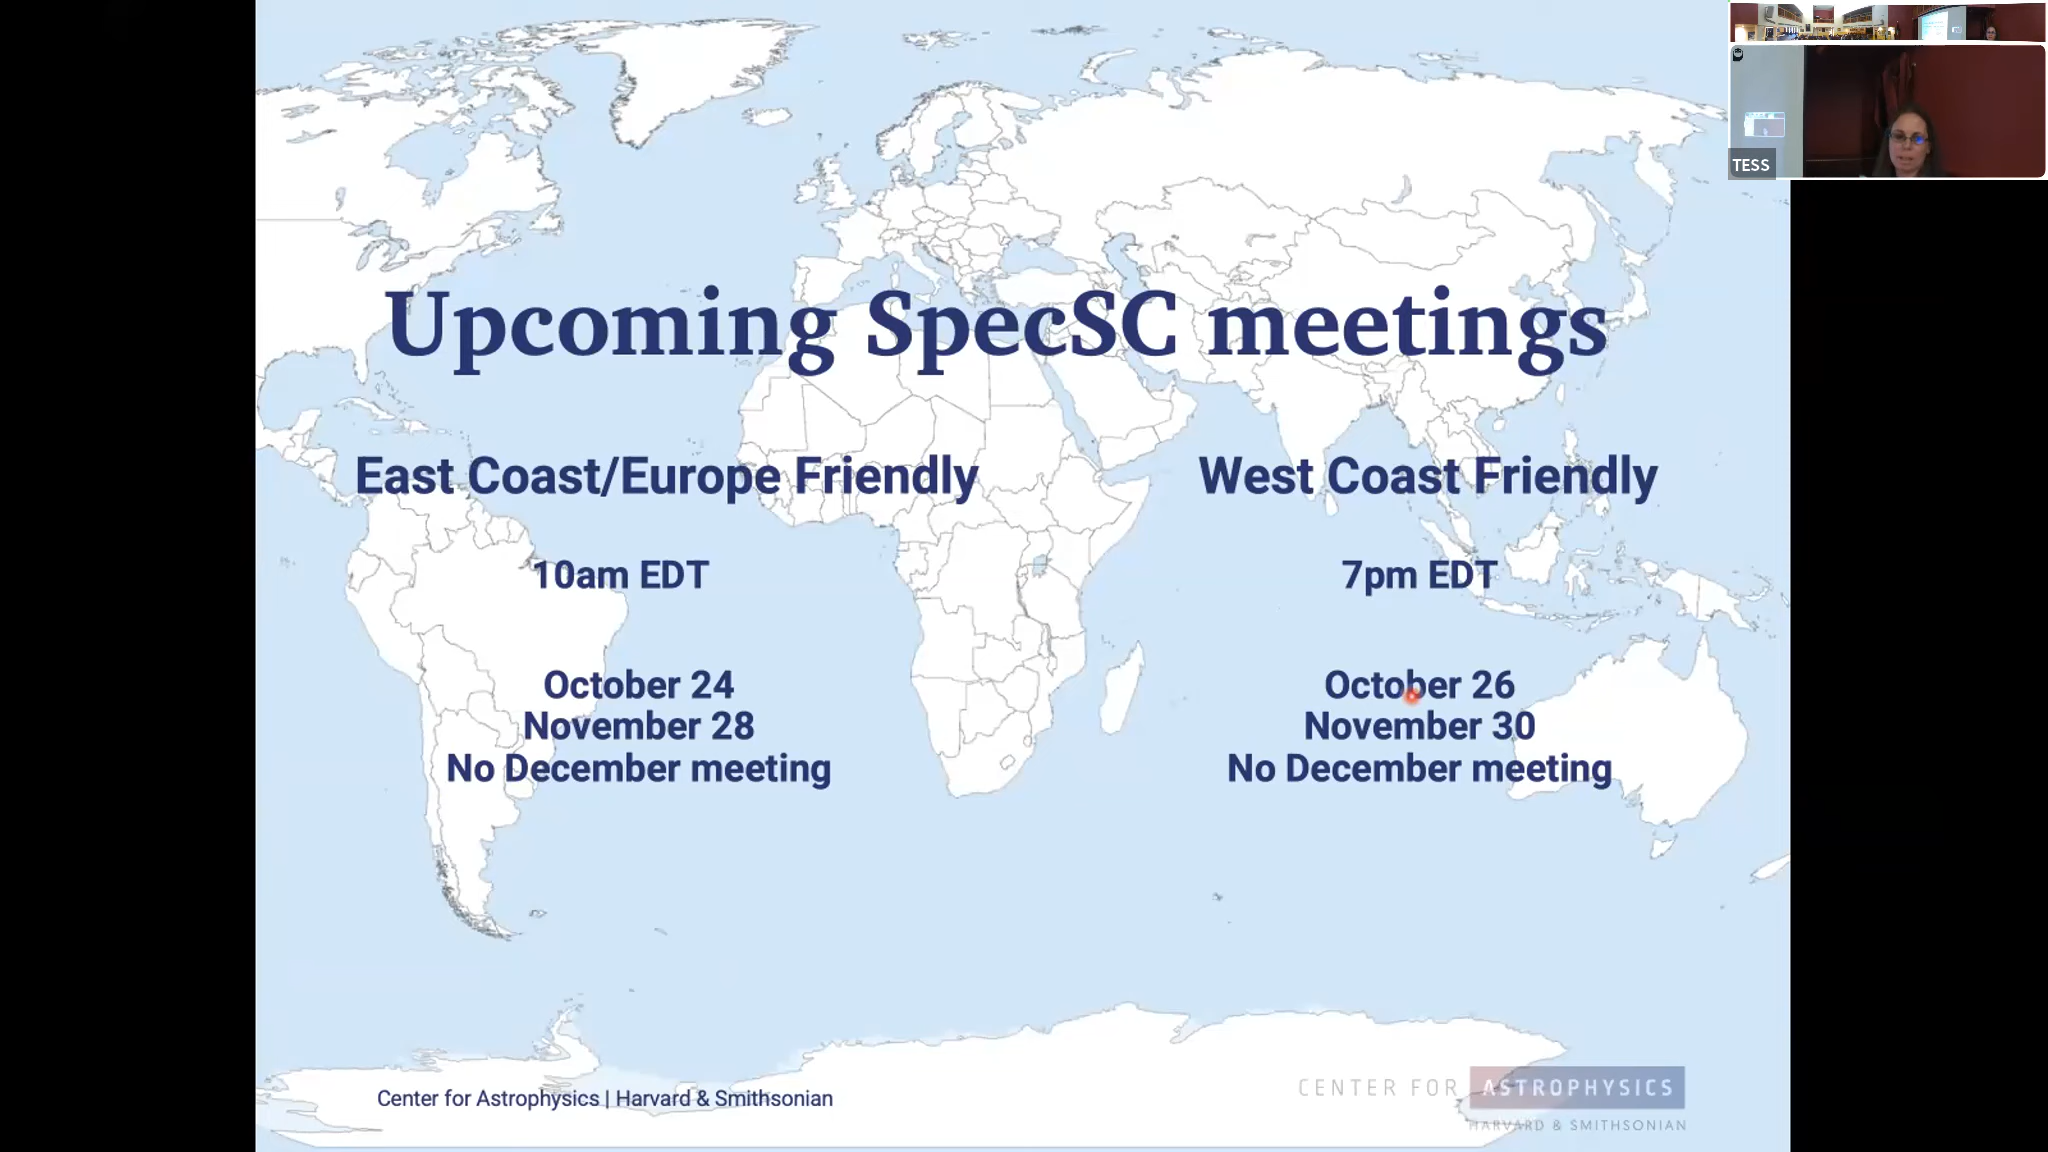 TESS
Upcoming SpecSC meetings
East Coast/Europe Friendly
10am EDT
October 24
November 28
No December meeting
West Coast Friendly
7pm EDT
October 26
November 30
No December meeting
Center for Astrophysics | Harvard & Smithsonian
CENTER FOR ASTROPHYSICS
HARVARD & SMITHSONIAN